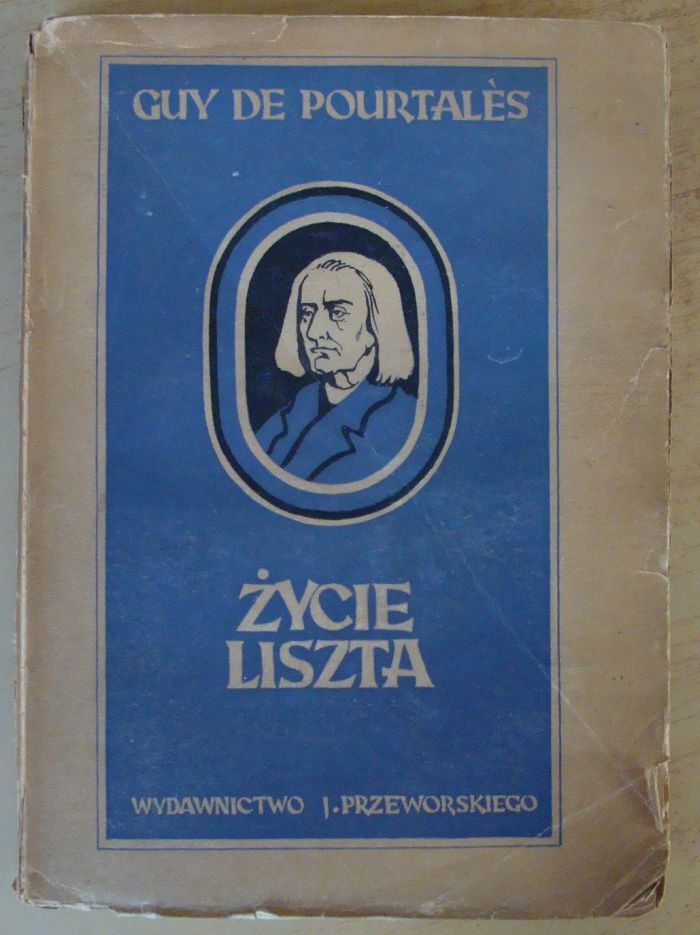 GUY DE POURTALÈS
ŻYCIE
LISZTA
WYDAWNICTWO J. PRZEWORSKIEGO